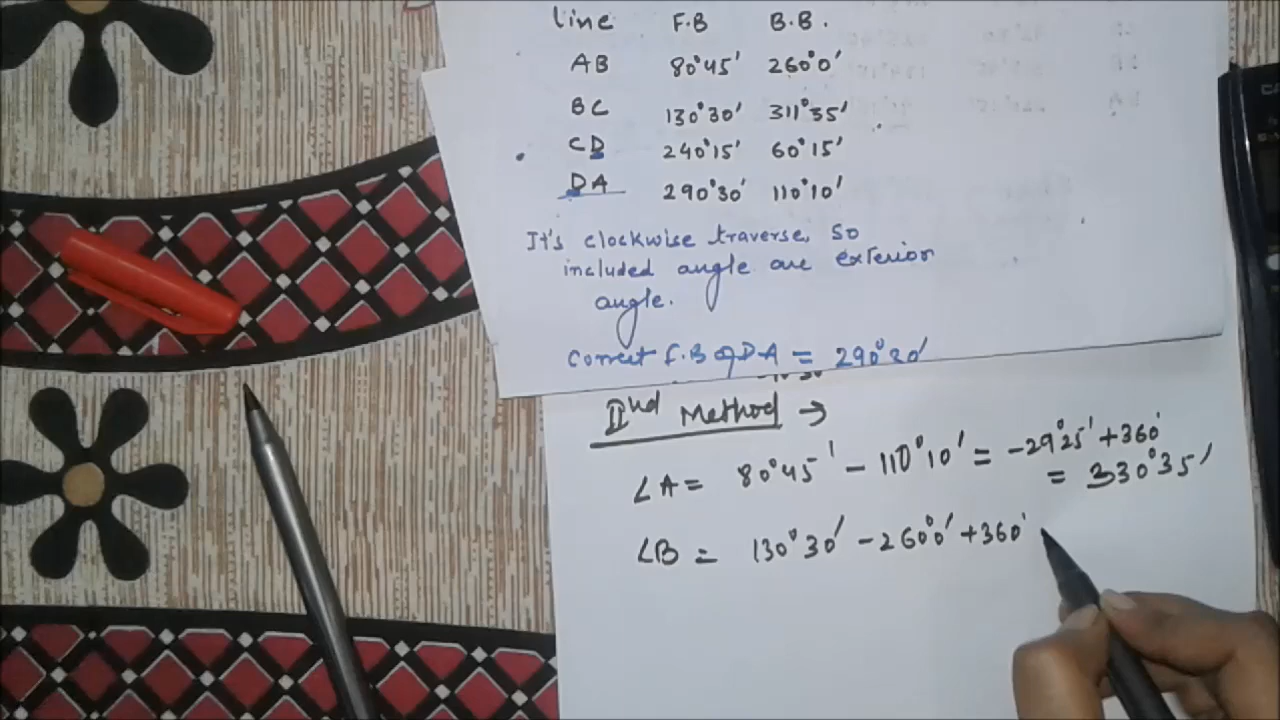 line F.B B.B.
AB 80°45' 260°0'
BC 130°30' 311°35'
CD 240°15' 60°15'
DA 290°30' 110°10'
It's clockwise traverse, so
included angle are exterior
angle.
Correct F.B of DA = 290°20'
IInd Method →
∠A = 80°45' - 110°10' = -29°25' + 360°
= 330°35'
∠B = 130°30' - 260°0' + 360°